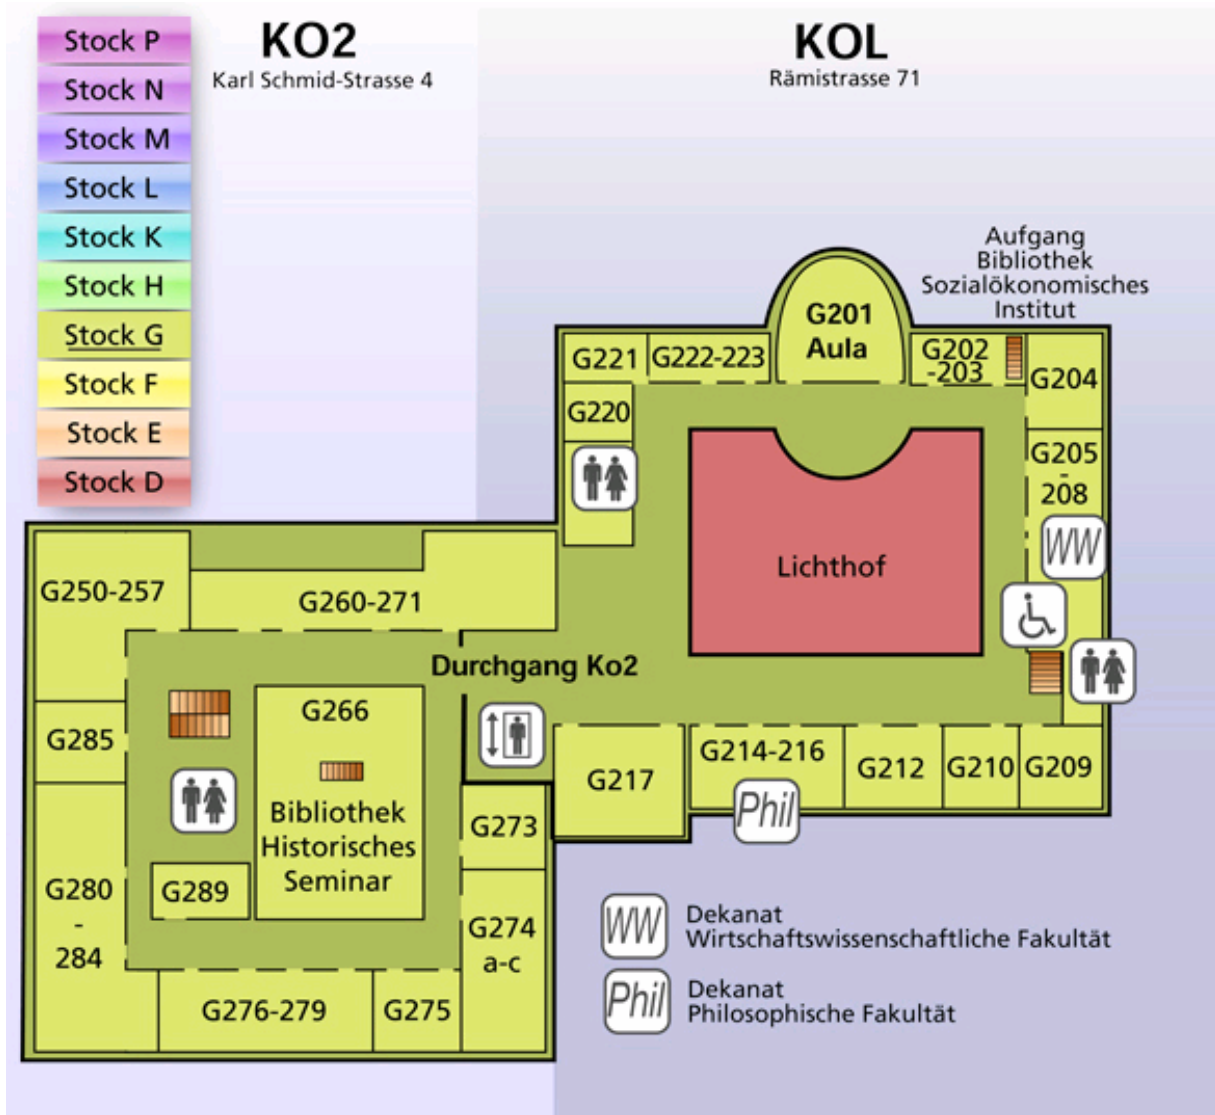 Stock P
Stock N
Stock M
Stock L
Stock K
Stock H
Stock G
Stock F
Stock E
Stock D
KO2
Karl Schmid-Strasse 4
KOL
Rämistrasse 71
Aufgang
Bibliothek
Sozialökonomisches
Institut
G201
Aula
G221
G222-223
G202
-203
G204
G220
G205
-
208
WW
Lichthof
G250-257
G260-271
Durchgang Ko2
G266
G285
G214-216
G217
G212
G210
G209
Phil
Bibliothek
Historisches
Seminar
G273
G289
G280
-
284
G274
a-c
G276-279
G275
WW
Dekanat
Wirtschaftswissenschaftliche Fakultät
Phil
Dekanat
Philosophische Fakultät